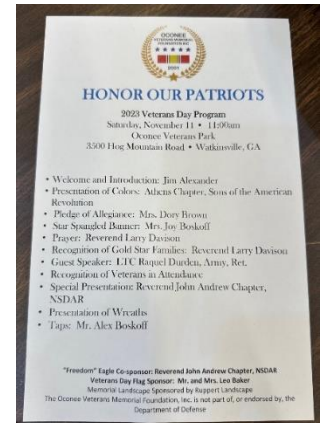 OCONEE
VETERANS MEMORIAL
FOUNDATION INC
HONOR OUR PATRIOTS
2023 Veterans Day Program
Saturday, November 11 • 11:00am
Oconee Veterans Park
3500 Hog Mountain Road • Watkinsville, GA
• Welcome and Introduction: Jim Alexander
• Presentation of Colors: Athens Chapter, Sons of the American
Revolution
• Pledge of Allegiance: Mrs. Dory Brown
• Star Spangled Banner: Mrs. Joy Boskoff
• Prayer: Reverend Larry Davison
• Recognition of Gold Star Families: Reverend Larry Davison
• Guest Speaker: LTC Raquel Durden, Army, Ret.
• Recognition of Veterans in Attendance
• Special Presentation: Reverend John Andrew Chapter,
NSDAR
• Presentation of Wreaths
• Taps: Mr. Alex Boskoff
"Freedom" Eagle Co-sponsor: Reverend John Andrew Chapter, NSDAR
Veterans Day Flag Sponsor: Mr. and Mrs. Leo Baker
Memorial Landscape Sponsored by Ruppert Landscape
The Oconee Veterans Memorial Foundation, Inc. is not part of, or endorsed by, the
Department of Defense